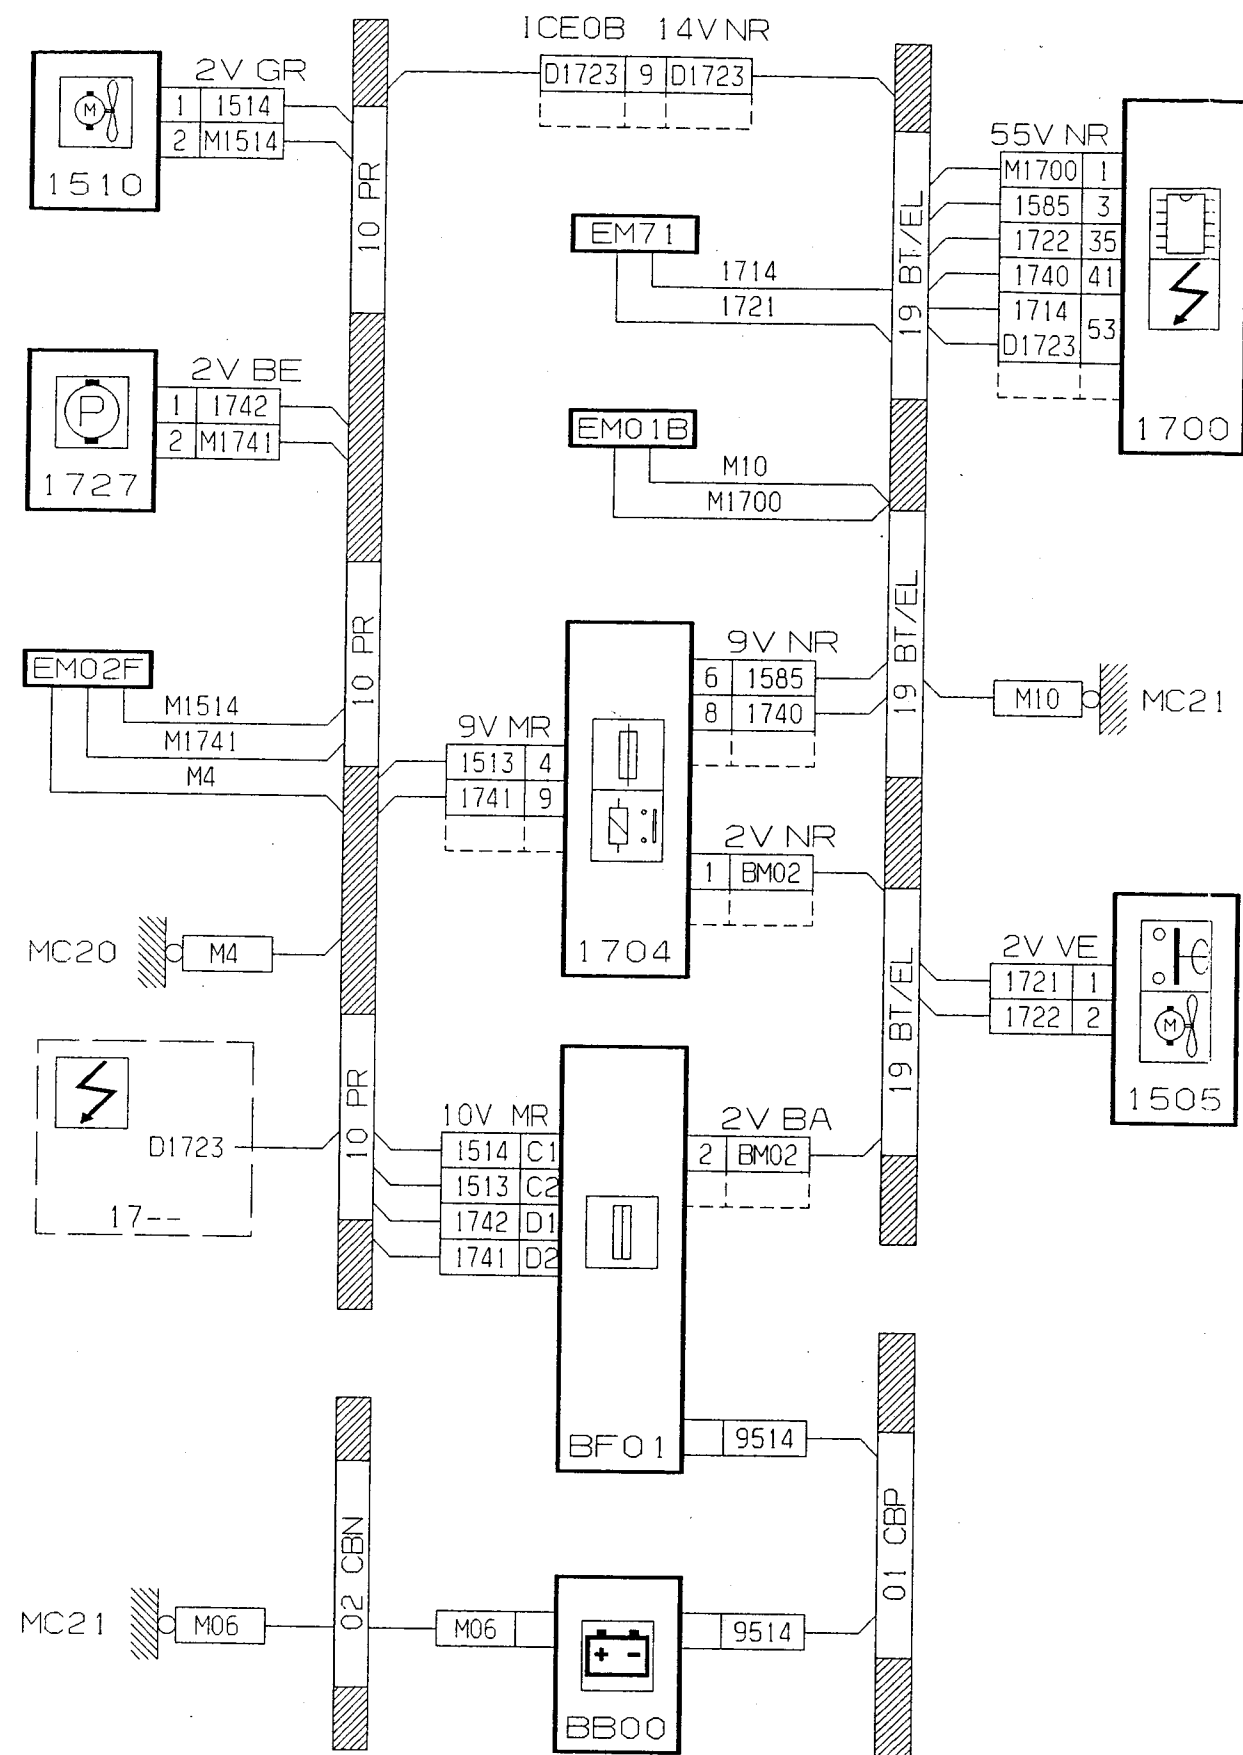 ICE0B 14V NR
D1723 9 D1723
2V GR
1 1514
2 M1514
M
1510
10 PR
55V NR
M1700 1
1585 3
1722 35
1740 41
1714
D1723 53
1700
EM71
1714
1721
19 BT/EL
2V BE
1 1742
2 M1741
P
1727
EM01B
M10
M1700
10 PR
EM02F
M1514
M1741
M4
9V NR
6 1585
8 1740
19 BT/EL
M10 MC21
9V MR
1513 4
1741 9
2V NR
1 BM02
1704
MC20 M4
2V VE
1721 1
1722 2
M
1505
19 BT/EL
D1723
17--
10 PR
10V MR
1514 C1
1513 C2
1742 D1
1741 D2
2V BA
2 BM02
BF01
9514
02 CBN
01 CBP
MC21 M06
M06
+ -
9514
BB00